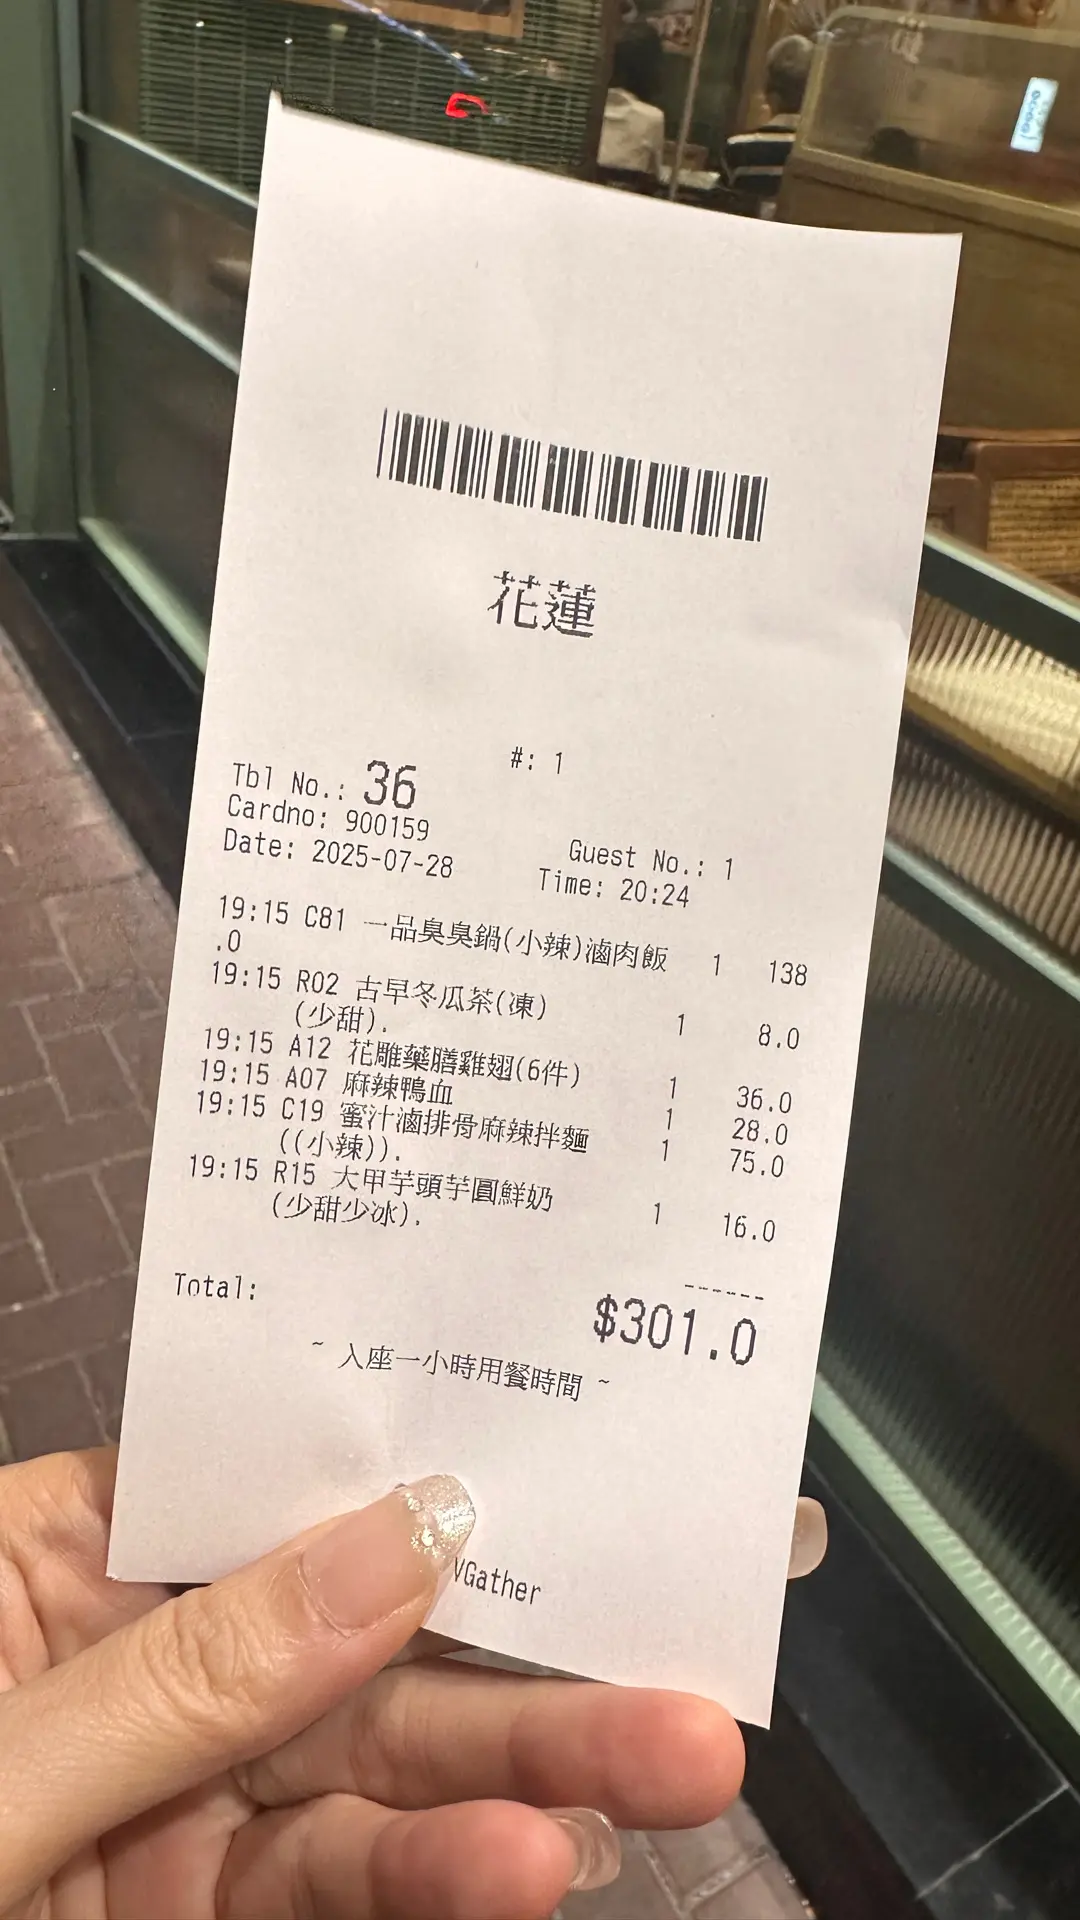 花蓮
#: 1
Tbl No.: 36
Cardno: 900159
Guest No.: 1
Date: 2025-07-28 Time: 20:24
19:15 C81 一品臭臭鍋(小辣)滷肉飯 1 138
.0
19:15 R02 古早冬瓜茶(凍) 1 8.0
(少甜).
19:15 A12 花雕藥膳雞翅(6件) 1 36.0
19:15 A07 麻辣鴨血 1 28.0
19:15 C19 蜜汁滷排骨麻辣拌麵 1 75.0
((小辣)).
19:15 R15 大甲芋頭芋圓鮮奶 1 16.0
(少甜少冰).
------
Total: $301.0
~ 入座一小時用餐時間 ~
VGather